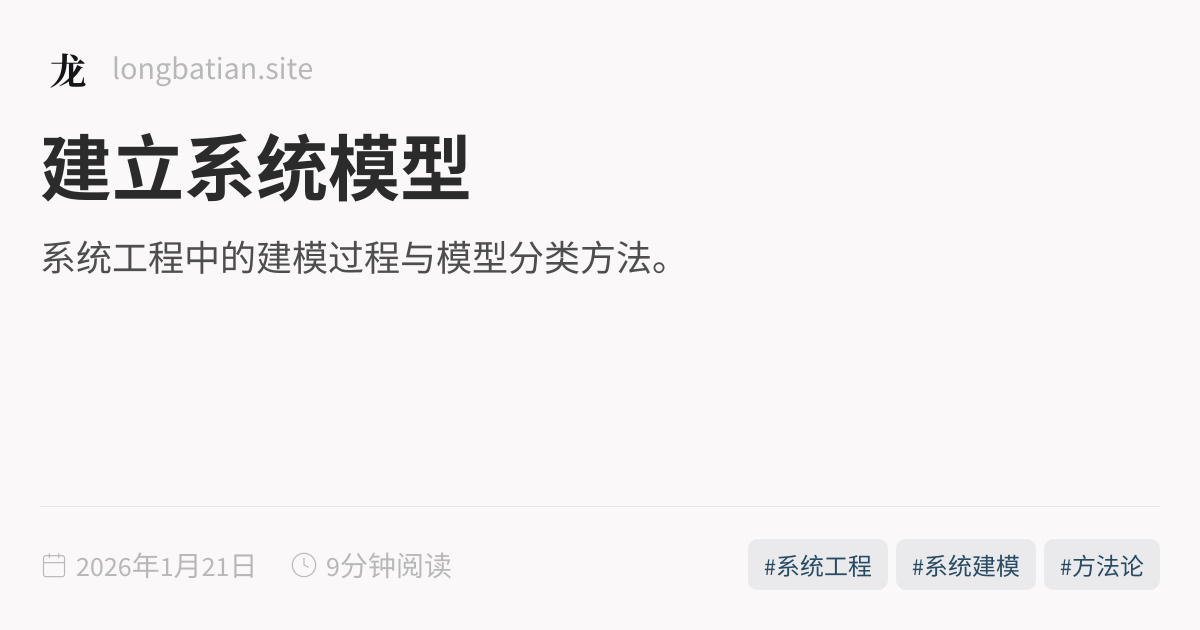 龙 longbatian.site
建立系统模型
系统工程中的建模过程与模型分类方法。
2026年1月21日 9分钟阅读 #系统工程 #系统建模 #方法论